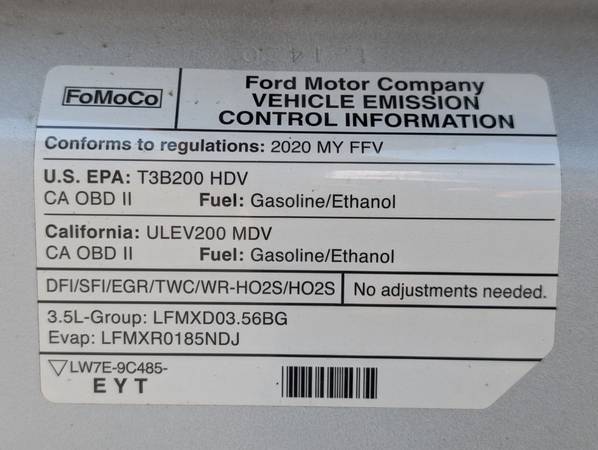 FoMoCo
Ford Motor Company
VEHICLE EMISSION
CONTROL INFORMATION
Conforms to regulations: 2020 MY FFV
U.S. EPA: T3B200 HDV
CA OBD II Fuel: Gasoline/Ethanol
California: ULEV200 MDV
CA OBD II Fuel: Gasoline/Ethanol
DFI/SFI/EGR/TWC/WR-HO2S/HO2S No adjustments needed.
3.5L-Group: LFMXD03.56BG
Evap: LFMXR0185NDJ
LW7E-9C485-
EYT